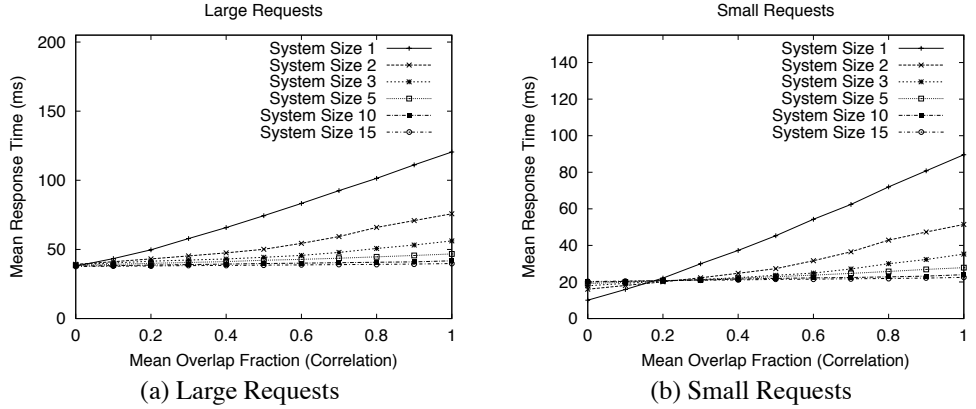 Large Requests
200
150
100
50
0
Mean Response Time (ms)
System Size 1
System Size 2
System Size 3
System Size 5
System Size 10
System Size 15
0 0.2 0.4 0.6 0.8 1
Mean Overlap Fraction (Correlation)
(a) Large Requests
Small Requests
140
120
100
80
60
40
20
0
Mean Response Time (ms)
System Size 1
System Size 2
System Size 3
System Size 5
System Size 10
System Size 15
0 0.2 0.4 0.6 0.8 1
Mean Overlap Fraction (Correlation)
(b) Small Requests